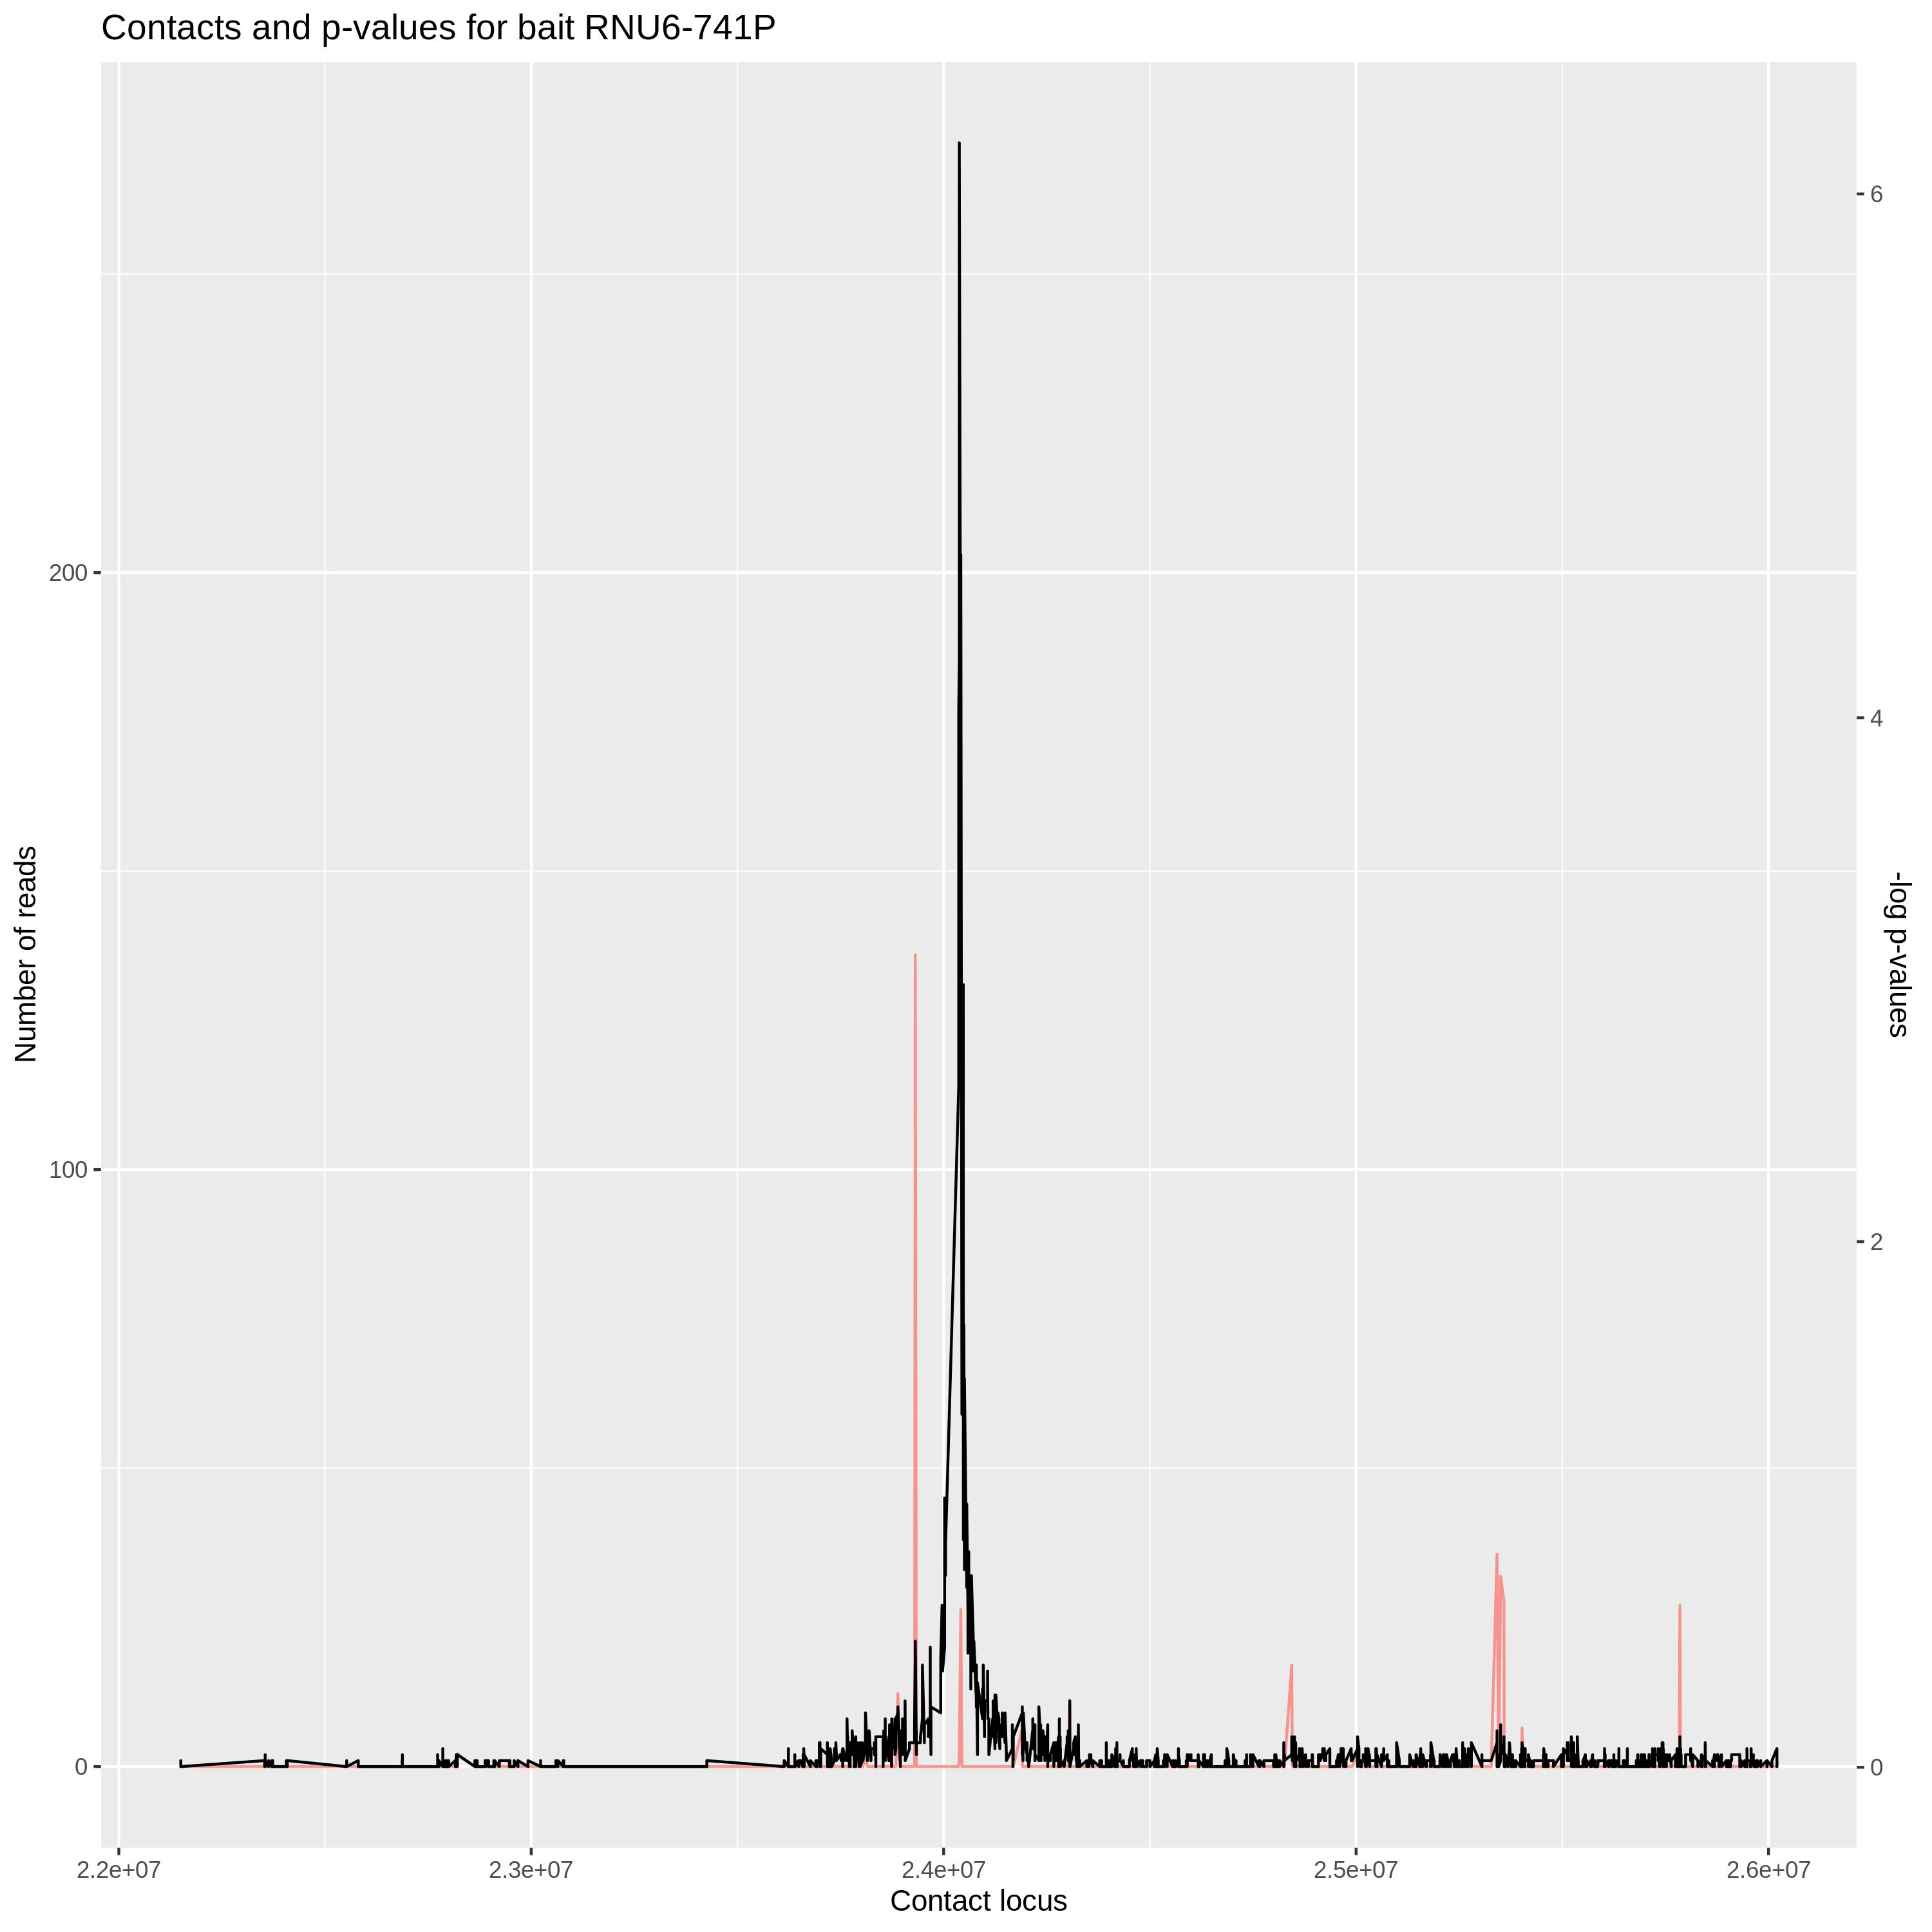 Contacts and p-values for bait RNU6-741P
6
200
4
Number of reads
-log p-values
2
100
0
0
2.2e+07
2.3e+07
2.4e+07
2.5e+07
2.6e+07
Contact locus